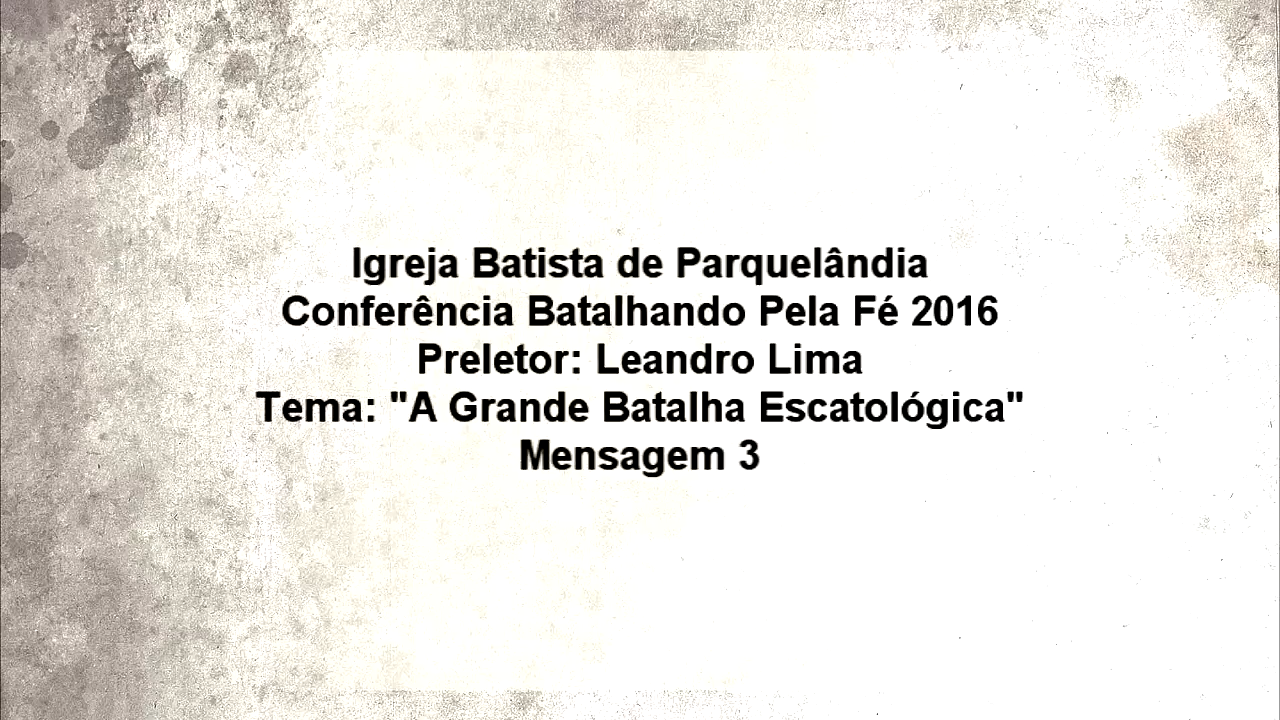 Igreja Batista de Parquelândia
Conferência Batalhando Pela Fé 2016
Preletor: Leandro Lima
Tema: "A Grande Batalha Escatológica"
Mensagem 3